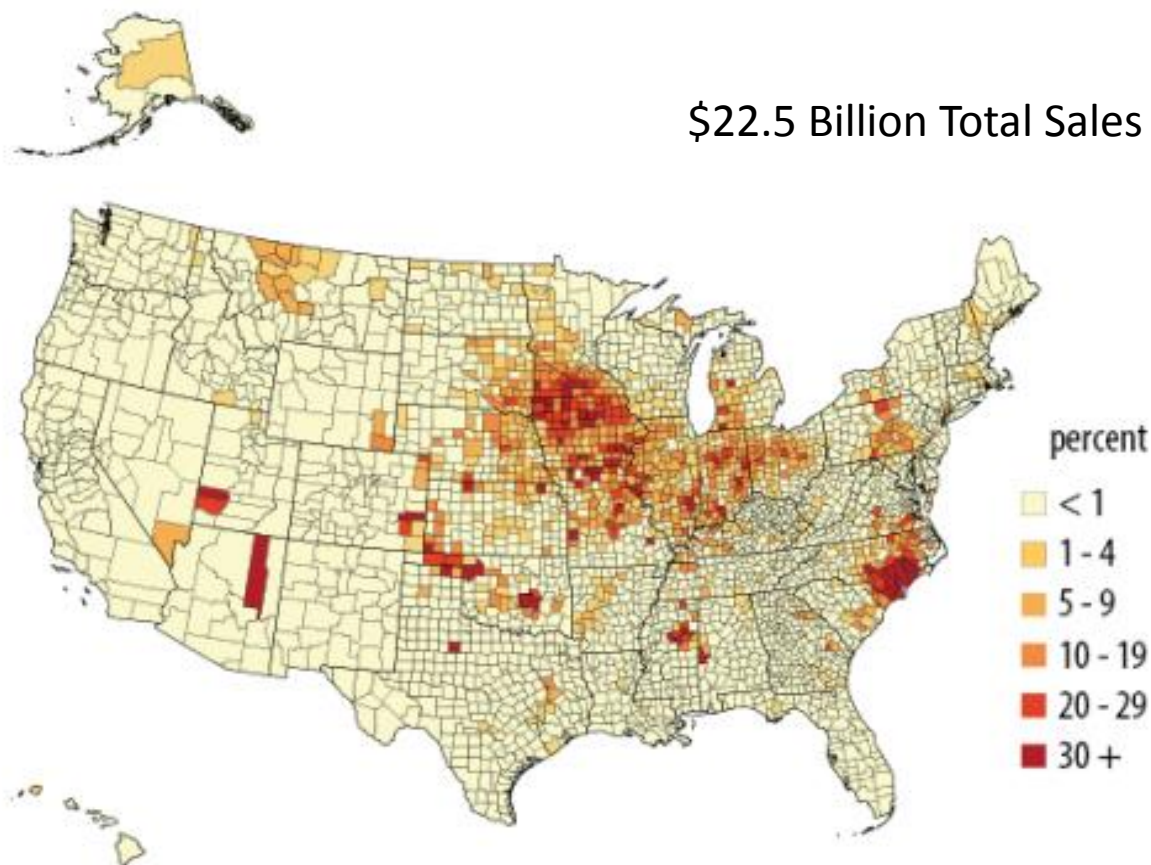 $22.5 Billion Total Sales
percent
< 1
1 - 4
5 - 9
10 - 19
20 - 29
30 +